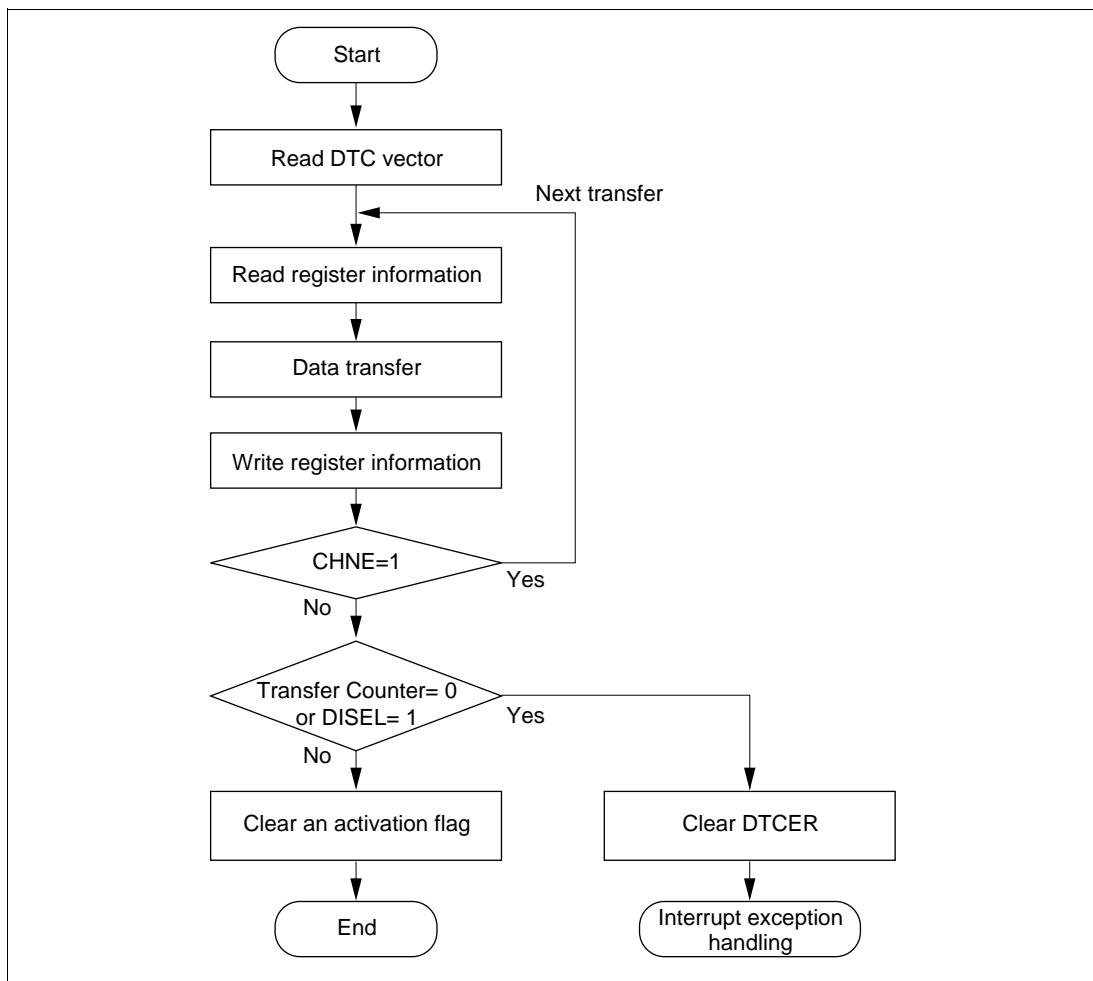 Start
Read DTC vector
Next transfer
Read register information
Data transfer
Write register information
CHNE=1
Yes
No
Transfer Counter= 0
or DISEL= 1
Yes
No
Clear an activation flag
Clear DTCER
End
Interrupt exception
handling